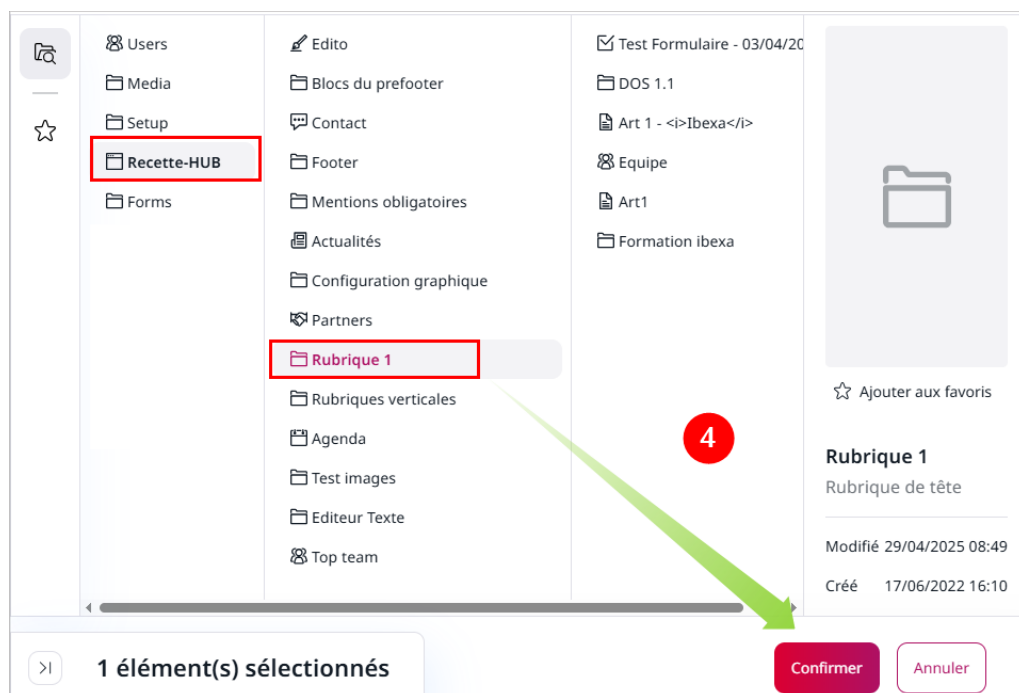 Users
Media
Setup
Recette-HUB
Forms
Edito
Blocs du prefooter
Contact
Footer
Mentions obligatoires
Actualités
Configuration graphique
Partners
Rubrique 1
Rubriques verticales
Agenda
Test images
Editeur Texte
Top team
Test Formulaire - 03/04/20
DOS 1.1
Art 1 - <i>Ibexa</i>
Equipe
Art1
Formation ibexa
4
Ajouter aux favoris
Rubrique 1
Rubrique de tête
Modifié 29/04/2025 08:49
Créé 17/06/2022 16:10
1 élément(s) sélectionnés
Confirmer
Annuler